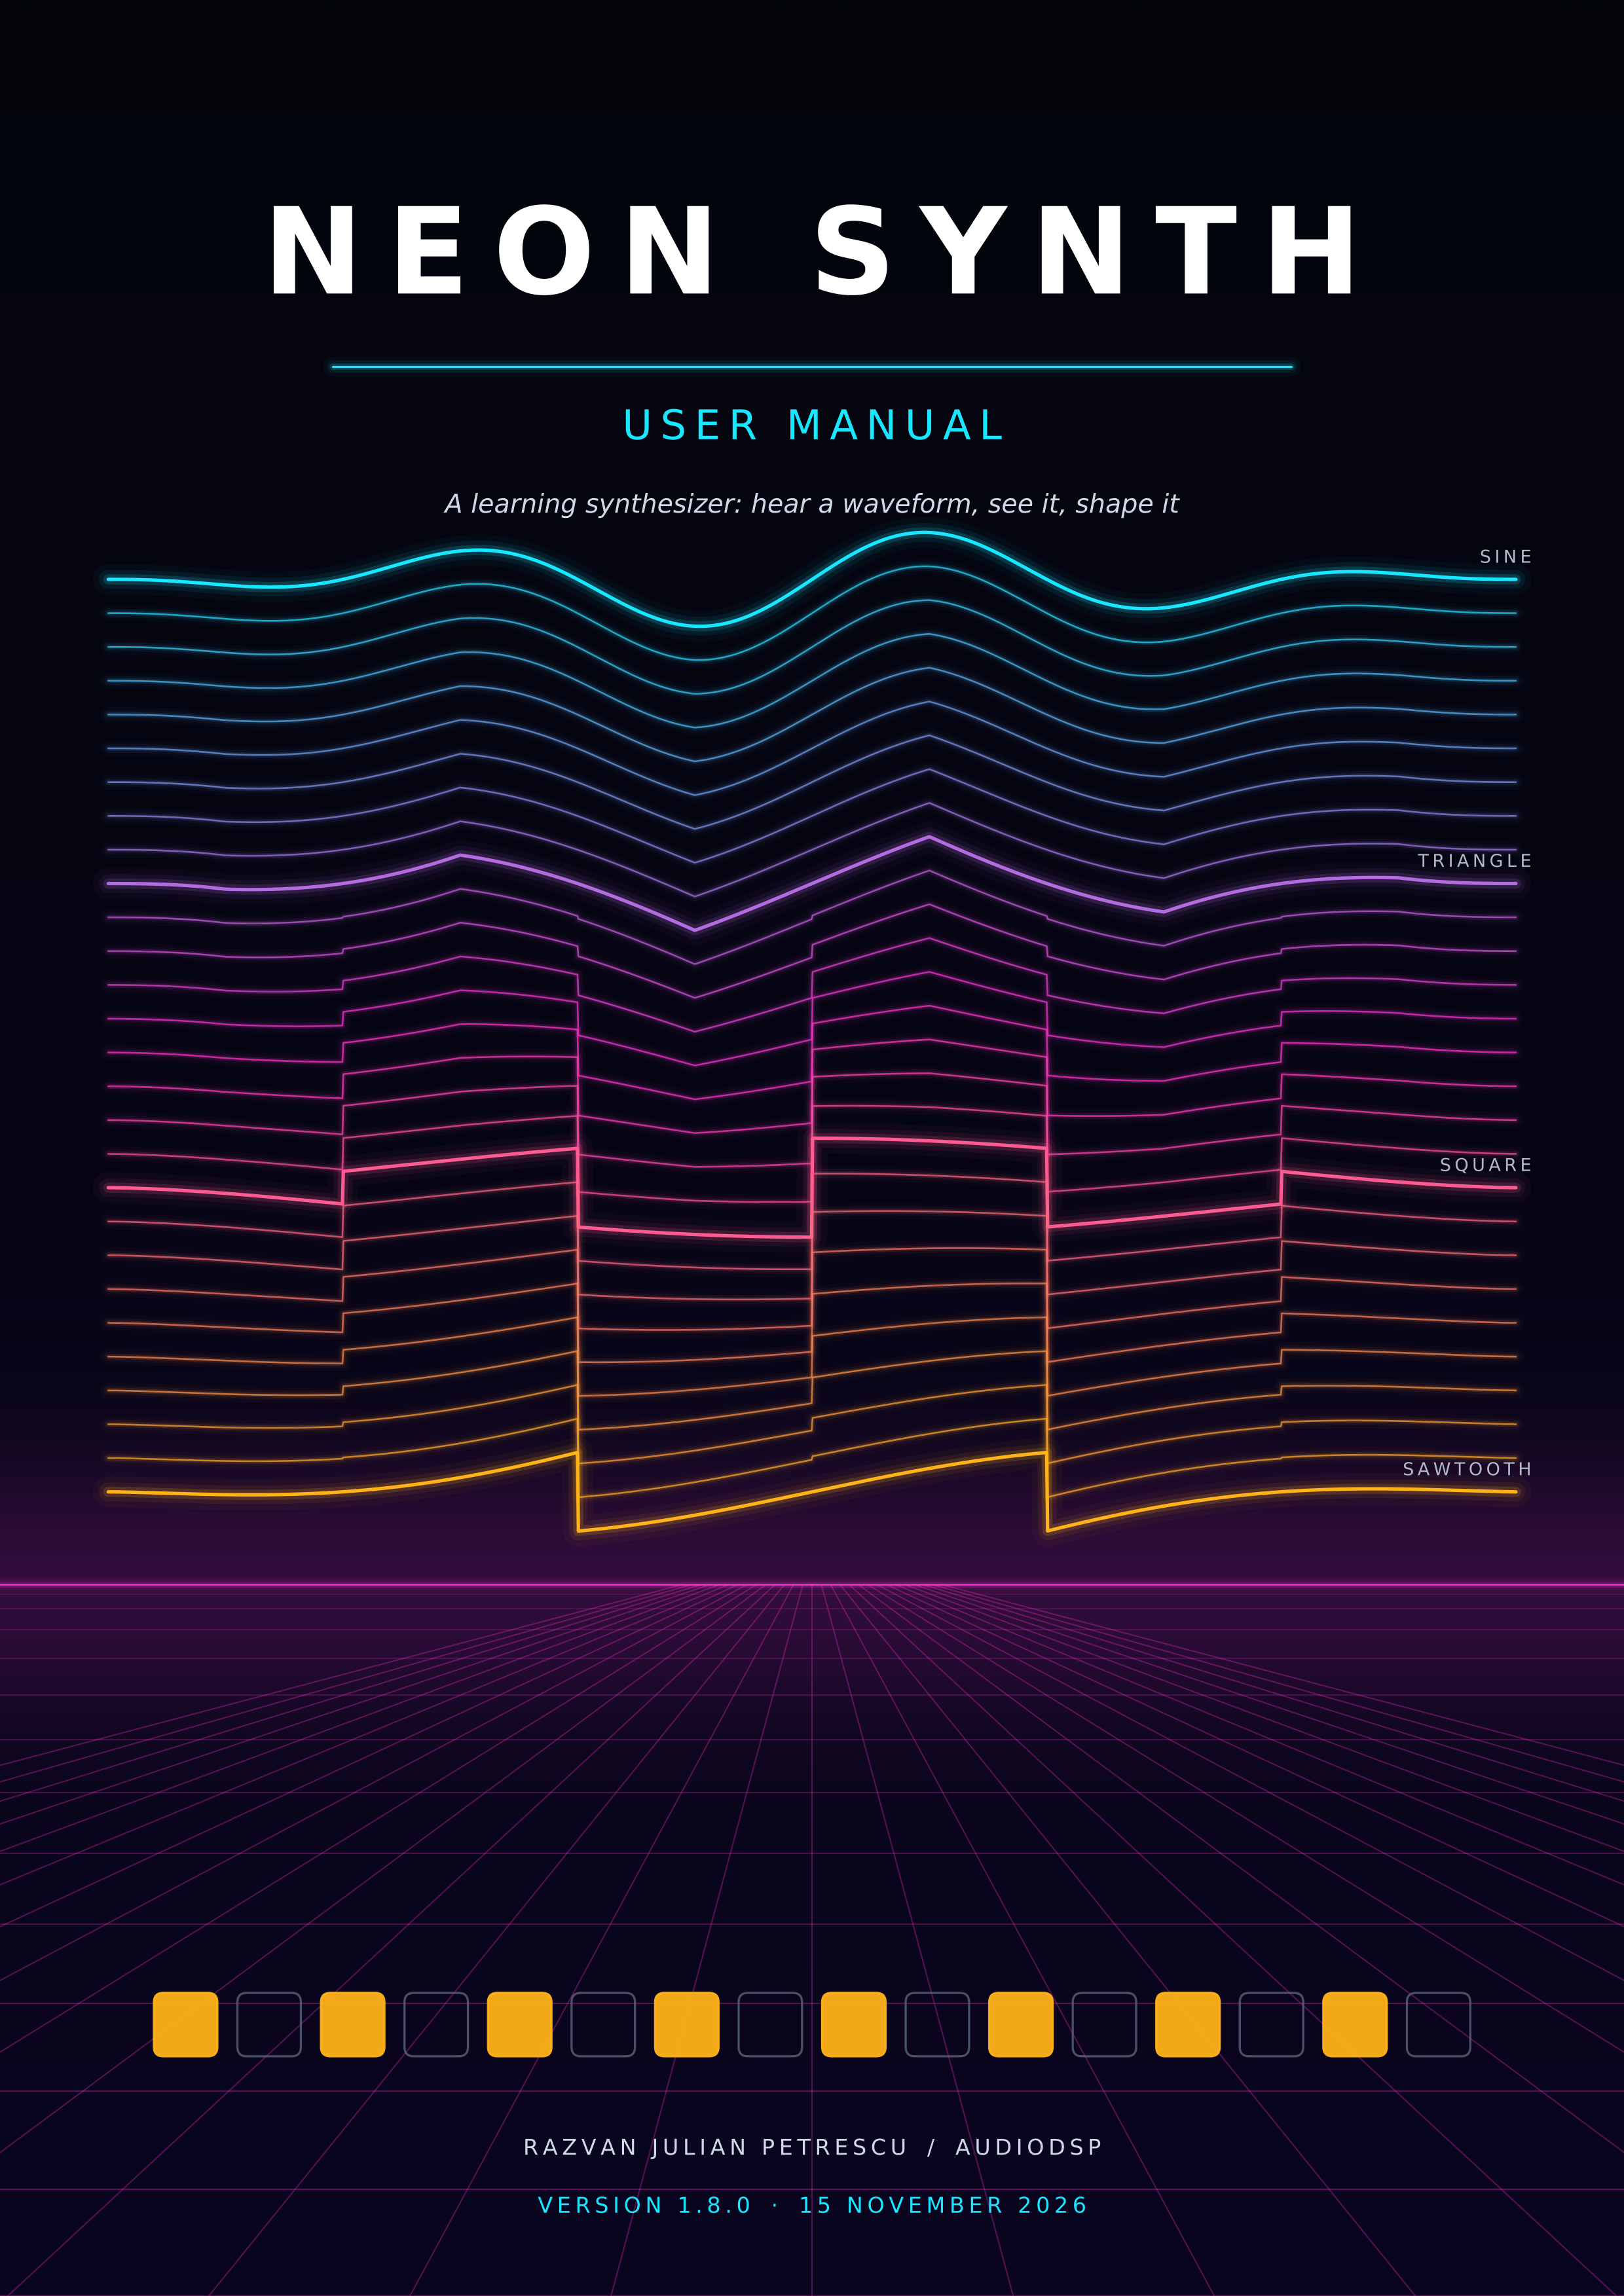 NEON SYNTH
USER MANUAL
A learning synthesizer: hear a waveform, see it, shape it
SINE
TRIANGLE
SQUARE
SAWTOOTH
RAZVAN JULIAN PETRESCU / AUDIODSP
VERSION 1.8.0 · 15 NOVEMBER 2026